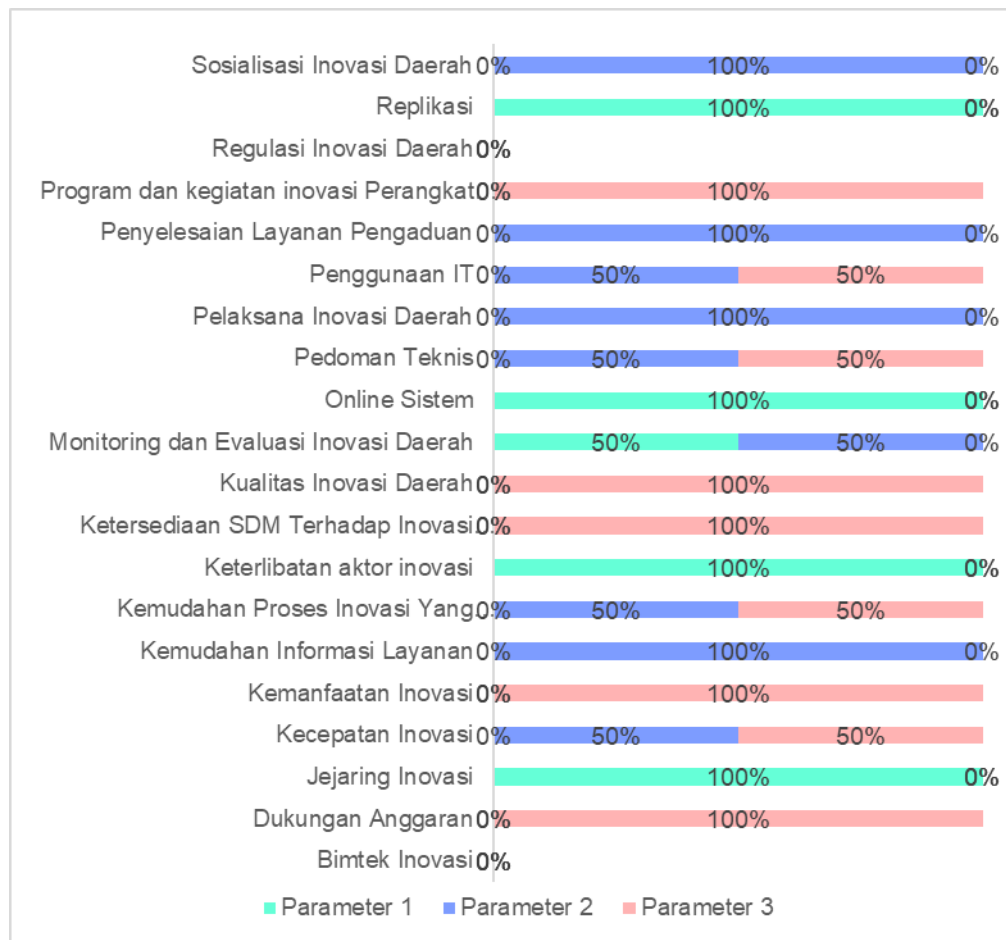 Sosialisasi Inovasi Daerah 0% 100% 0%
Replikasi 100% 0%
Regulasi Inovasi Daerah 0%
Program dan kegiatan inovasi Perangkat… 0% 100%
Penyelesaian Layanan Pengaduan 0% 100% 0%
Penggunaan IT 0% 50% 50%
Pelaksana Inovasi Daerah 0% 100% 0%
Pedoman Teknis 0% 50% 50%
Online Sistem 100% 0%
Monitoring dan Evaluasi Inovasi Daerah 50% 50% 0%
Kualitas Inovasi Daerah 0% 100%
Ketersediaan SDM Terhadap Inovasi… 0% 100%
Keterlibatan aktor inovasi 100% 0%
Kemudahan Proses Inovasi Yang… 0% 50% 50%
Kemudahan Informasi Layanan 0% 100% 0%
Kemanfaatan Inovasi 0% 100%
Kecepatan Inovasi 0% 50% 50%
Jejaring Inovasi 100% 0%
Dukungan Anggaran 0% 100%
Bimtek Inovasi 0%
Parameter 1 Parameter 2 Parameter 3